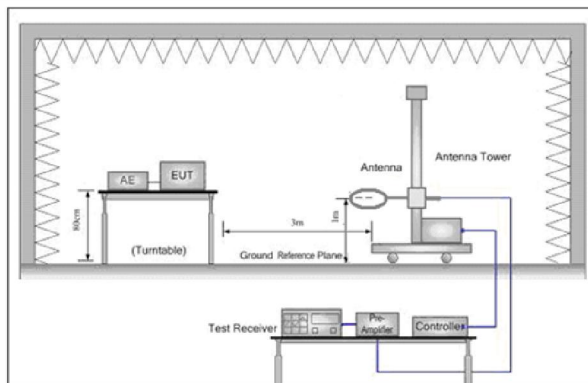 Antenna
Antenna Tower
AE
EUT
80cm
(Turntable)
3m
1m
Ground Reference Plane
Test Receiver
Pre-
Amplifier
Controller